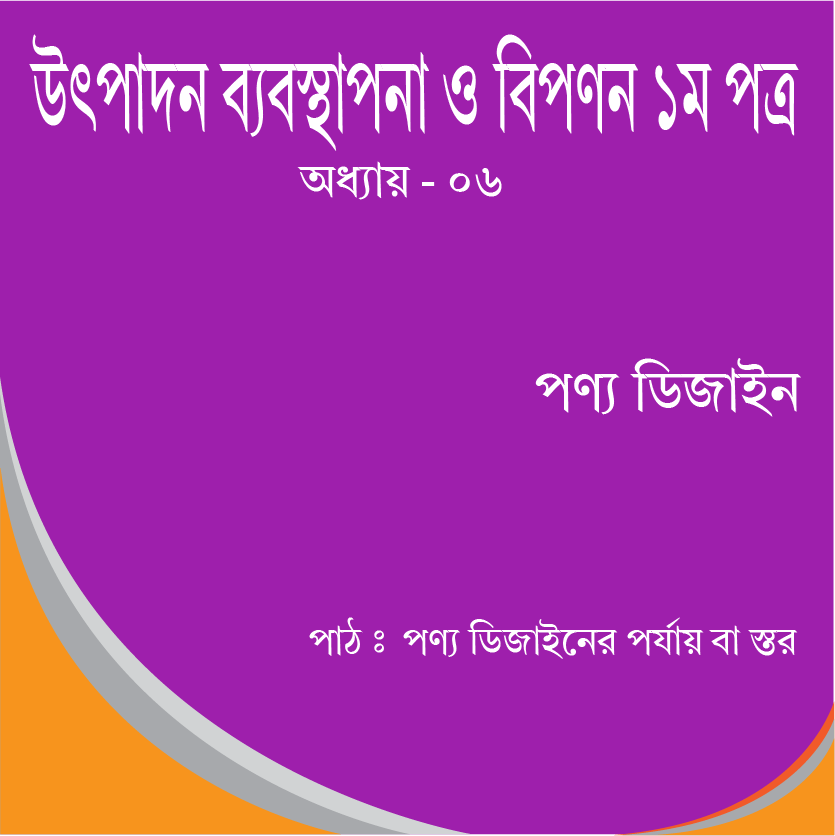 উৎপাদন ব্যবস্থাপনা ও বিপণন ১ম পত্র
অধ্যায় - ০৬
পণ্য ডিজাইন
পাঠ ঃ পণ্য ডিজাইনের পর্যায় বা স্তর